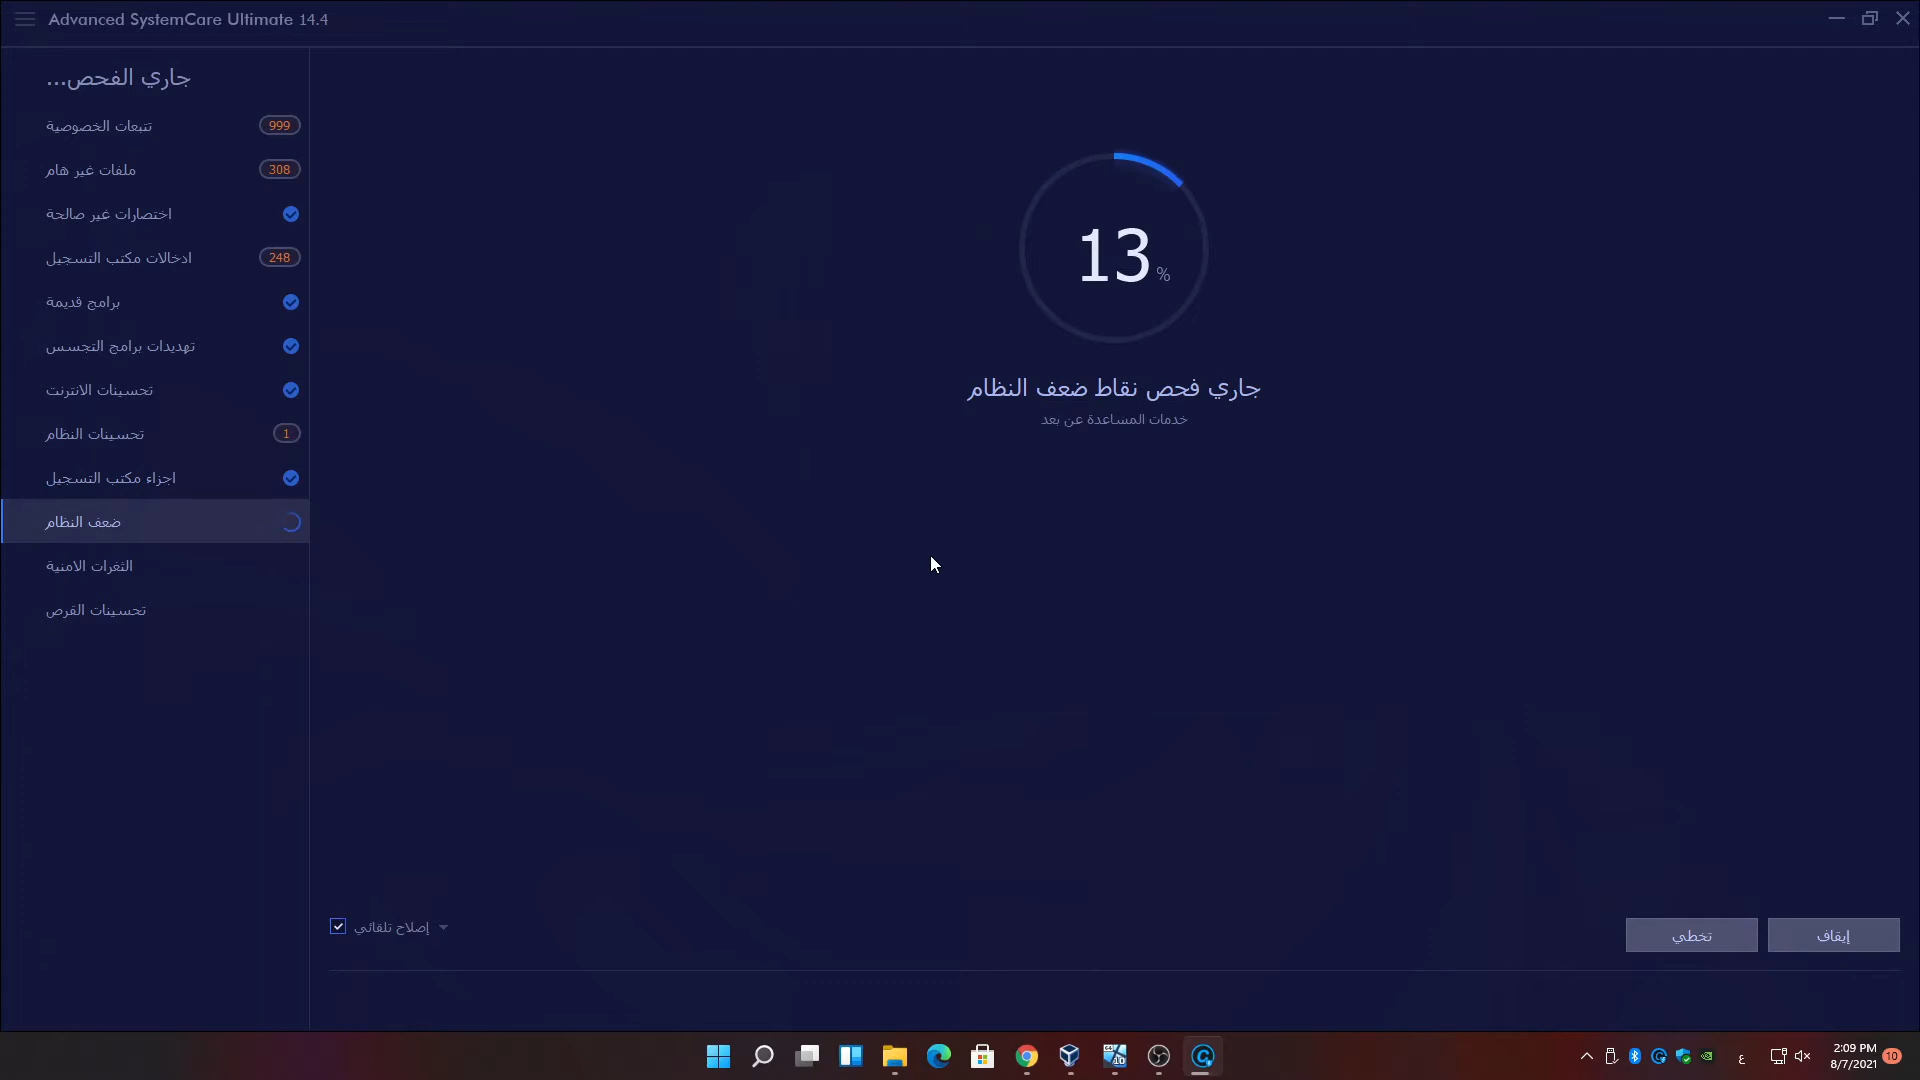 Advanced SystemCare Ultimate 14.4
جاري الفحص...
تتبعات الخصوصية 999
ملفات غير هام 308
اختصارات غير صالحة
ادخالات مكتب التسجيل 248
برامج قديمة
تهديدات برامج التجسس
تحسينات الانترنت
تحسينات النظام 1
اجزاء مكتب التسجيل
ضعف النظام
الثغرات الامنية
تحسينات القرص
13 %
جاري فحص نقاط ضعف النظام
خدمات المساعدة عن بعد
إصلاح تلقائي
تخطي
إيقاف
ع
2:09 PM
8/7/2021
10